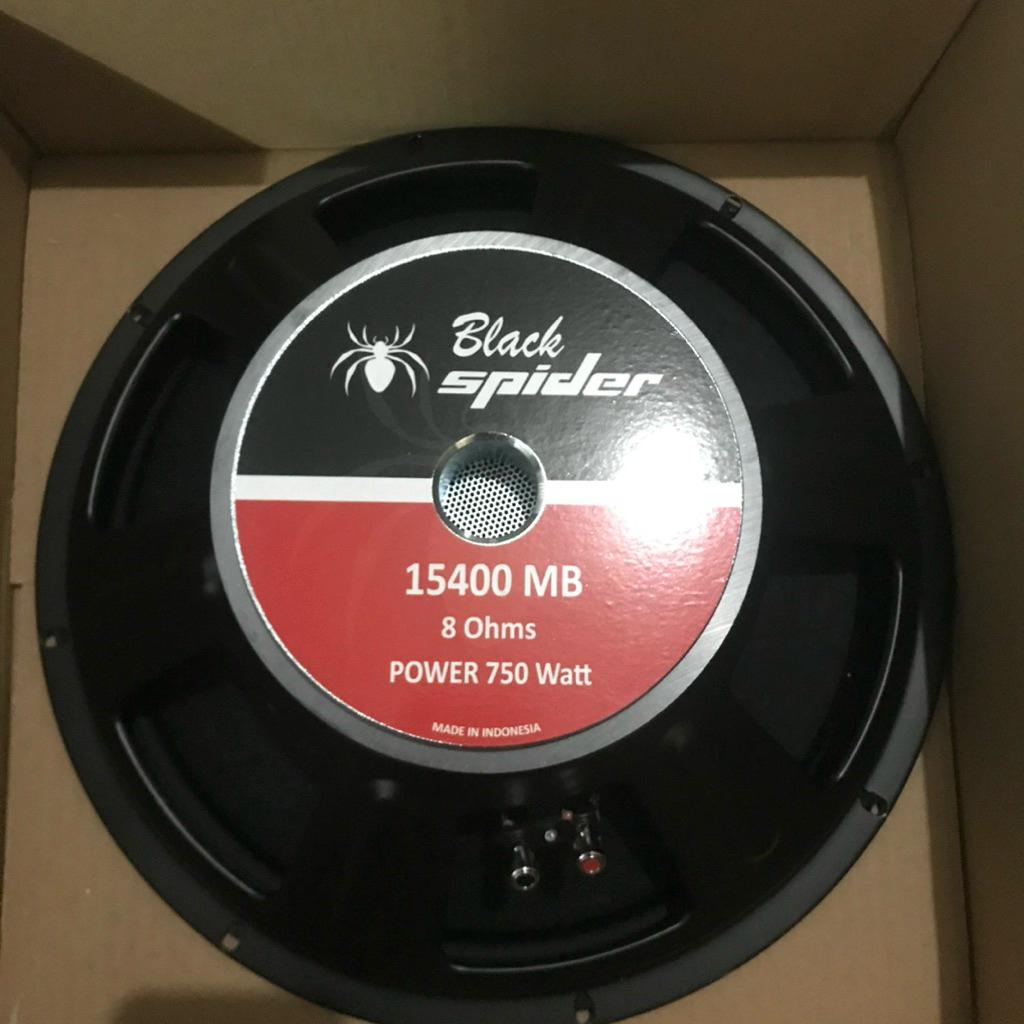 Black
spider
15400 MB
8 Ohms
POWER 750 Watt
MADE IN INDONESIA